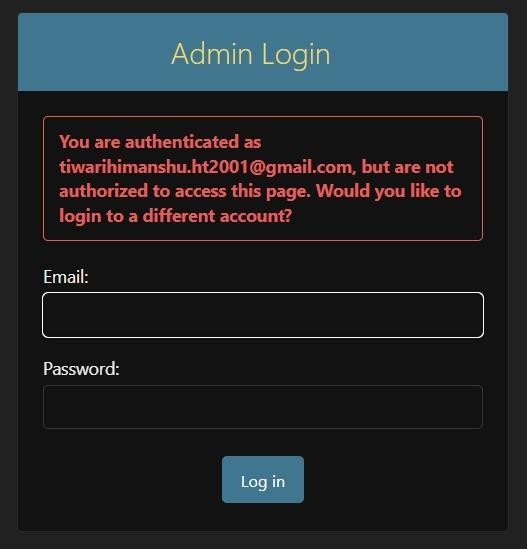 Admin Login
You are authenticated as
tiwarihimanshu.ht2001@gmail.com, but are not
authorized to access this page. Would you like to
login to a different account?
Email:
Password:
Log in